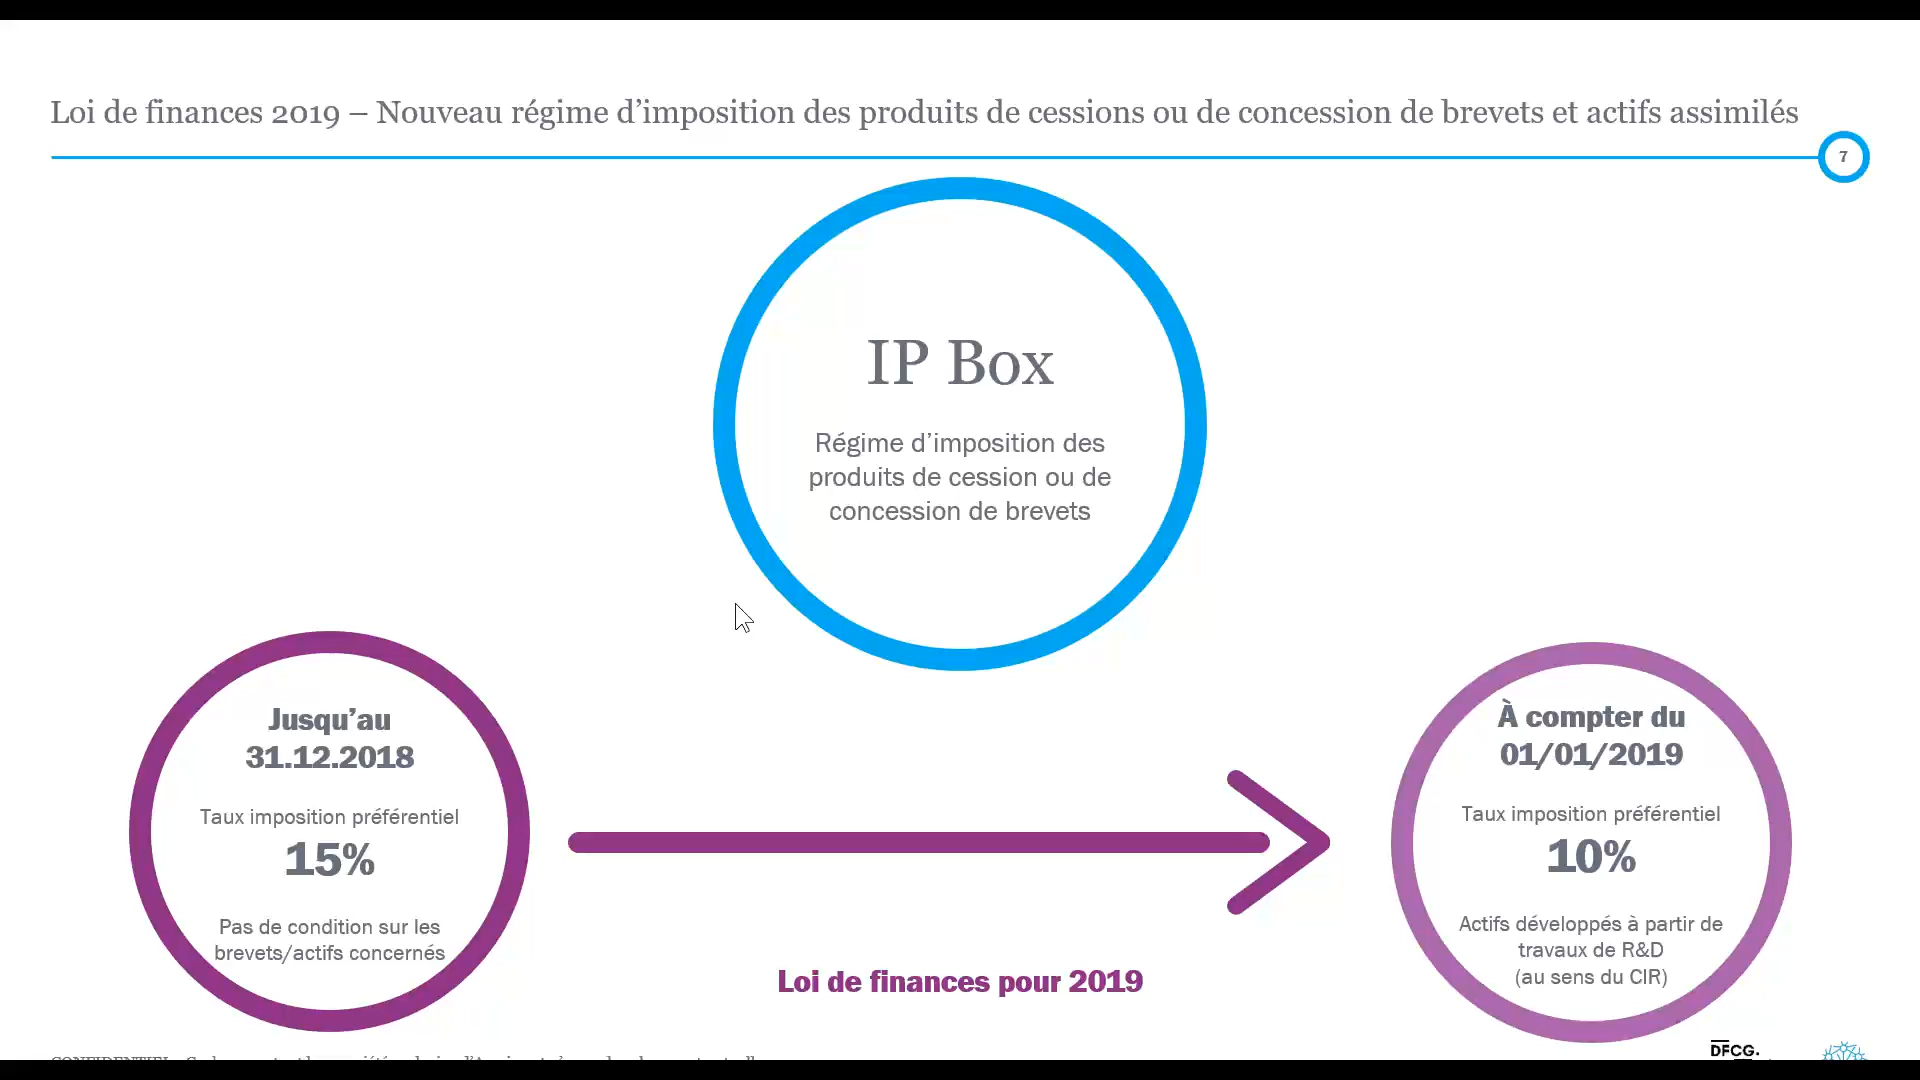 Loi de finances 2019 – Nouveau régime d’imposition des produits de cessions ou de concession de brevets et actifs assimilés
7
IP Box
Régime d’imposition des
produits de cession ou de
concession de brevets
Jusqu’au
31.12.2018
Taux imposition préférentiel
15%
Pas de condition sur les
brevets/actifs concernés
Loi de finances pour 2019
À compter du
01/01/2019
Taux imposition préférentiel
10%
Actifs développés à partir de
travaux de R&D
(au sens du CIR)
DFCG.